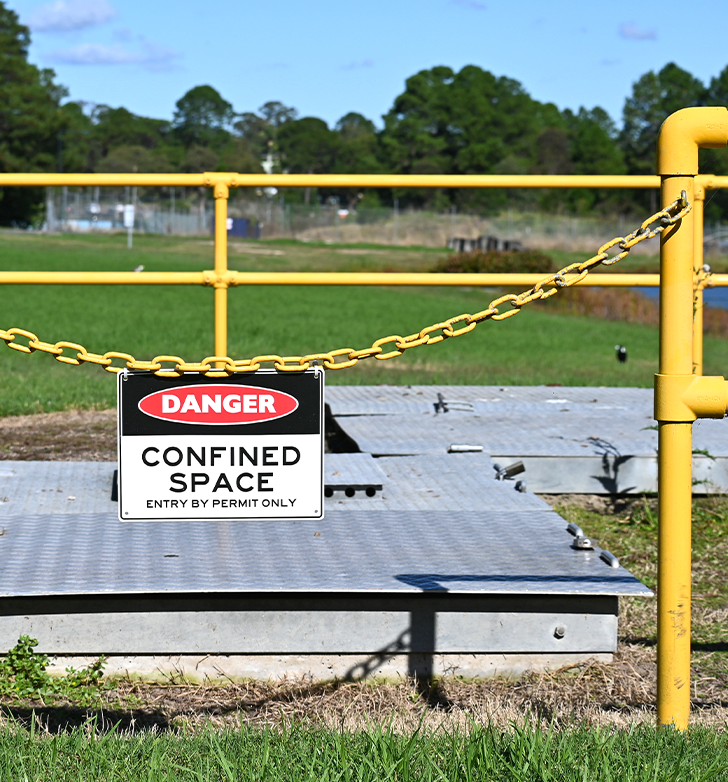 DANGER
CONFINED
SPACE
ENTRY BY PERMIT ONLY